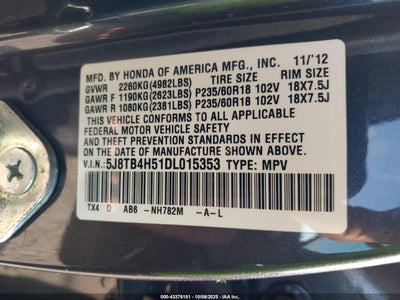 MFD. BY HONDA OF AMERICA MFG., INC. 11/'12
GVWR 2260KG(4982LBS) TIRE SIZE RIM SIZE
GAWR F 1190KG(2623LBS) P235/60R18 102V 18X7.5J
GAWR R 1080KG(2381LBS) P235/60R18 102V 18X7.5J
THIS VEHICLE CONFORMS TO ALL APPLICABLE
FEDERAL MOTOR VEHICLE SAFETY, BUMPER,
AND THEFT PREVENTION STANDARDS IN EFFECT
ON THE DATE OF MANUFACTURE SHOWN ABOVE.
V.I.N.: 5J8TB4H51DL015353 TYPE: MPV
TX4 D AB6 -NH782M -A-L
000-43379181 - 10/06/2025 - IAA, Inc.